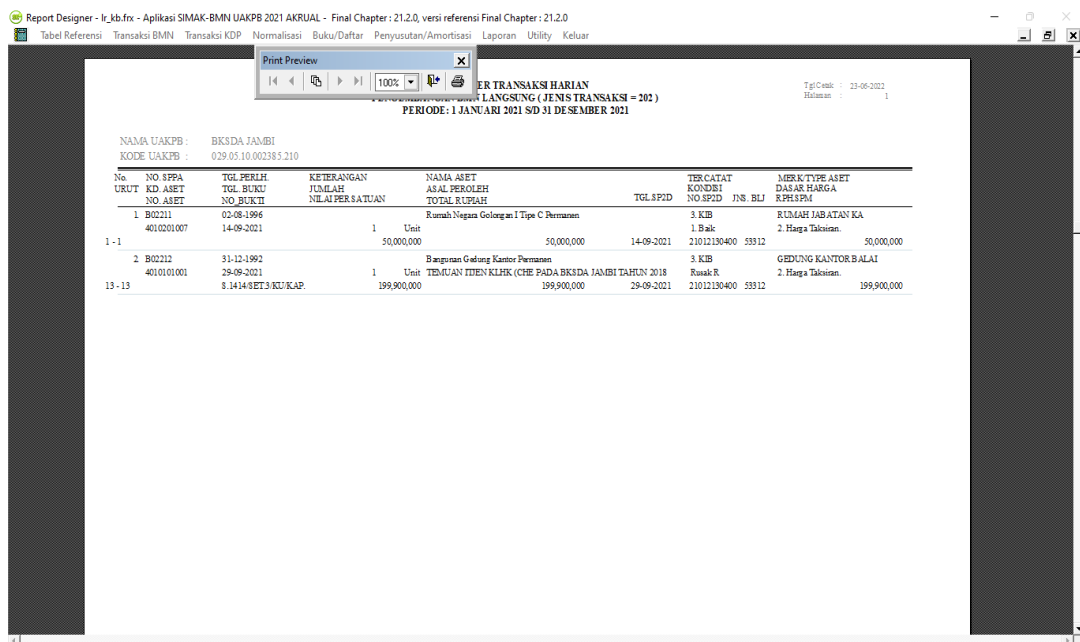 Report Designer - lr_kb.frx - Aplikasi SIMAK-BMN UAKPB 2021 AKRUAL - Final Chapter : 21.2.0, versi referensi Final Chapter : 21.2.0
Tabel Referensi Transaksi BMN Transaksi KDP Normalisasi Buku/Daftar Penyusutan/Amortisasi Laporan Utility Keluar
Print Preview
100%
ER TRANSAKSI HARIAN
LANGSUNG ( JENIS TRANSAKSI = 202 )
PERIODE : 1 JANUARI 2021 S/D 31 DESEMBER 2021
Tgl Cetak : 23-06-2022
Halaman : 1
NAMA UAKPB : BKSDA JAMBI
KODE UAKPB : 029.05.10.002385.210
No. NO. SPPA TGL.PERLH. KETERANGAN NAMA ASET TERCATAT MERK/TYPE ASET
URUT KD. ASET TGL. BUKU JUMLAH ASAL PEROLEH KONDISI DASAR HARGA
NO. ASET NO_BUKTI NILAI PER SATUAN TOTAL RUPIAH TGL.SP2D NO.SP2D JNS. BLJ RPH.SPM
1 B02211 02-08-1996 Rumah Negara Golongan I Tipe C Permanen 3. KIB RUMAH JABATAN KA
4010201007 14-09-2021 1 Unit 1. Baik 2. Harga Taksiran.
1 - 1 50,000,000 50,000,000 14-09-2021 21012130400 53312 50,000,000
2 B02212 31-12-1992 Bangunan Gedung Kantor Permanen 3. KIB GEDUNG KANTOR BALAI
4010101001 29-09-2021 1 Unit TEMUAN ITJEN KLHK (CHE PADA BKSDA JAMBI TAHUN 2018 Rusak R 2. Harga Taksiran.
13 - 13 S.1414/SET.3/KU/KAP. 199,900,000 199,900,000 29-09-2021 21012130400 53312 199,900,000